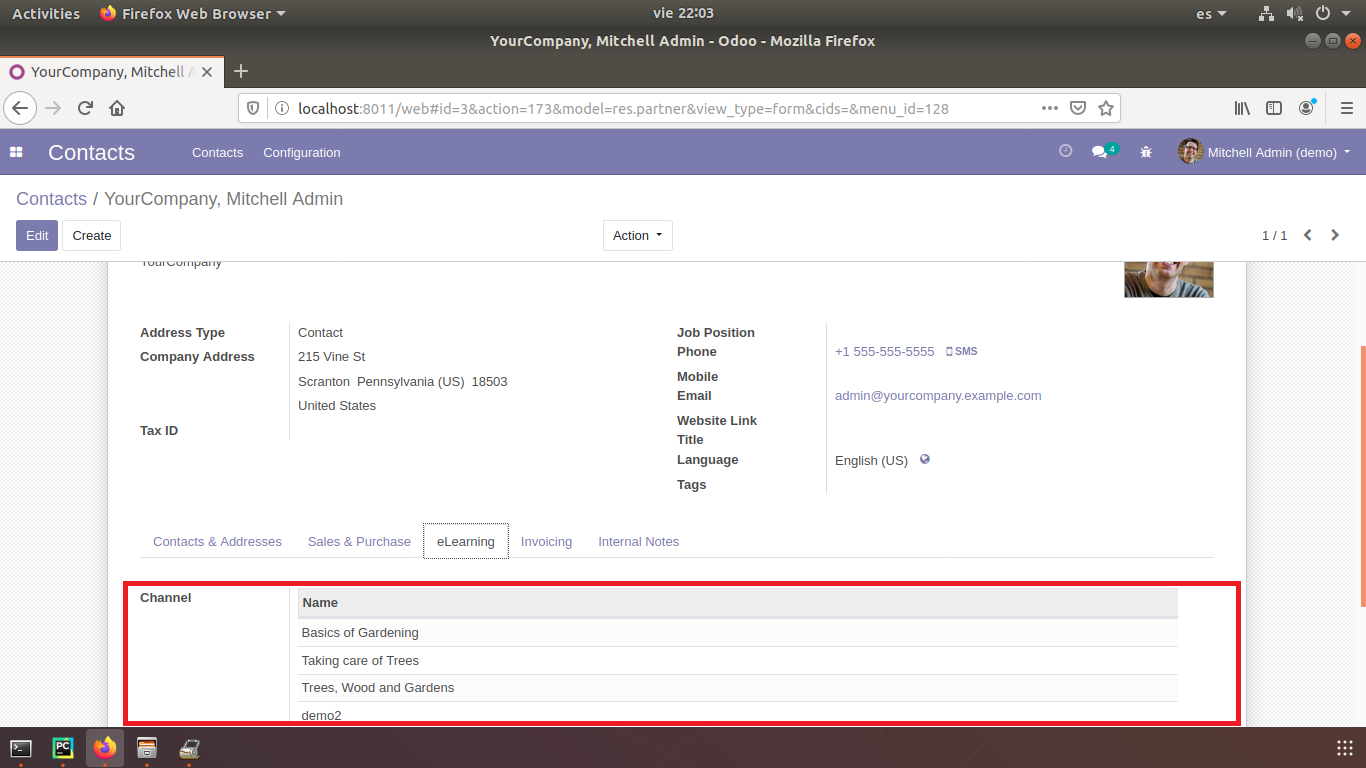 Activities Firefox Web Browser vie 22:03 es
YourCompany, Mitchell Admin - Odoo - Mozilla Firefox
YourCompany, Mitchell A
localhost:8011/web#id=3&action=173&model=res.partner&view_type=form&cids=&menu_id=128
Contacts Contacts Configuration 4 Mitchell Admin (demo)
Contacts / YourCompany, Mitchell Admin
Edit Create Action 1 / 1
YourCompany
Address Type Contact
Company Address 215 Vine St
Scranton Pennsylvania (US) 18503
United States
Tax ID
Job Position
Phone +1 555-555-5555 SMS
Mobile
Email admin@yourcompany.example.com
Website Link
Title
Language English (US)
Tags
Contacts & Addresses Sales & Purchase eLearning Invoicing Internal Notes
Channel Name
Basics of Gardening
Taking care of Trees
Trees, Wood and Gardens
demo2
PC